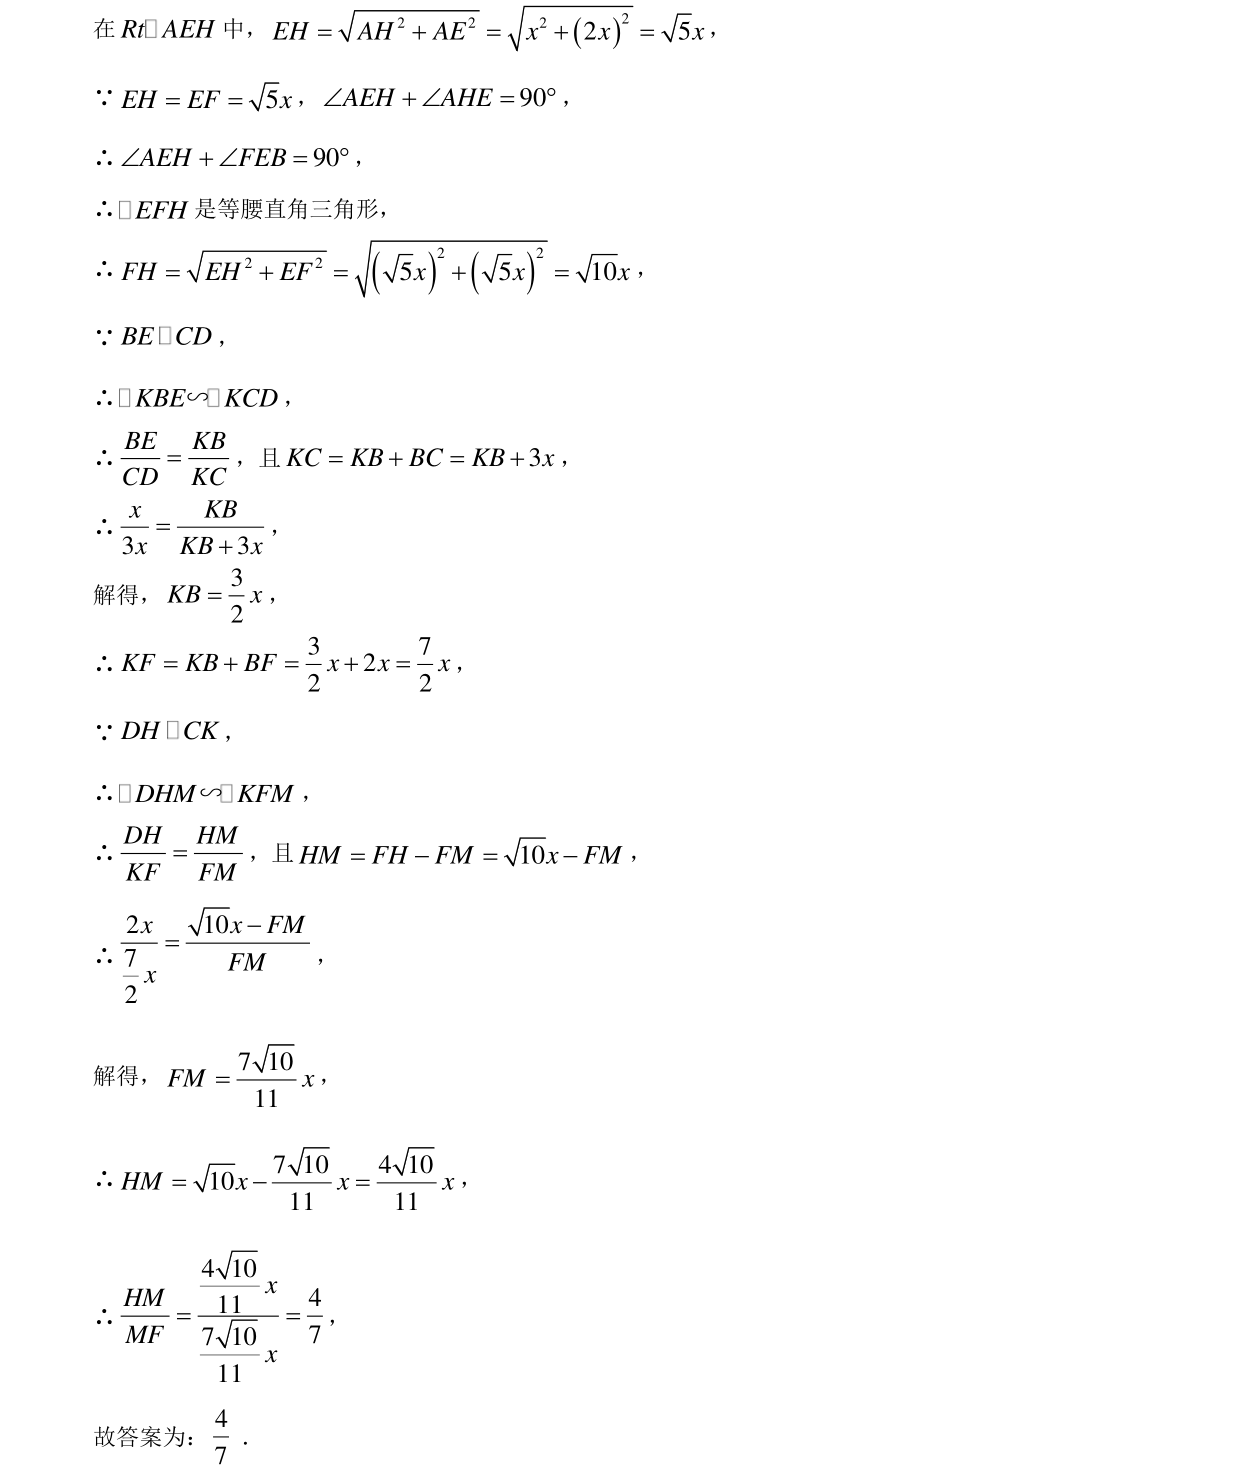 在 Rt□AEH 中， EH = √(AH² + AE²) = √(x² + (2x)²) = √5x，
∵ EH = EF = √5x，∠AEH + ∠AHE = 90°，
∴ ∠AEH + ∠FEB = 90°，
∴ □EFH 是等腰直角三角形，
∴ FH = √(EH² + EF²) = √((√5x)² + (√5x)²) = √10x，
∵ BE□CD，
∴ □KBE∽□KCD，
∴ BE/CD = KB/KC，且 KC = KB + BC = KB + 3x，
∴ x/3x = KB/(KB + 3x)，
解得， KB = 3/2 x，
∴ KF = KB + BF = 3/2 x + 2x = 7/2 x，
∵ DH□CK，
∴ □DHM∽□KFM，
∴ DH/KF = HM/FM，且 HM = FH − FM = √10x − FM，
∴ 2x/(7/2 x) = (√10x − FM)/FM，
解得， FM = 7√10/11 x，
∴ HM = √10x − 7√10/11 x = 4√10/11 x，
∴ HM/MF = (4√10/11 x)/(7√10/11 x) = 4/7，
故答案为：4/7．